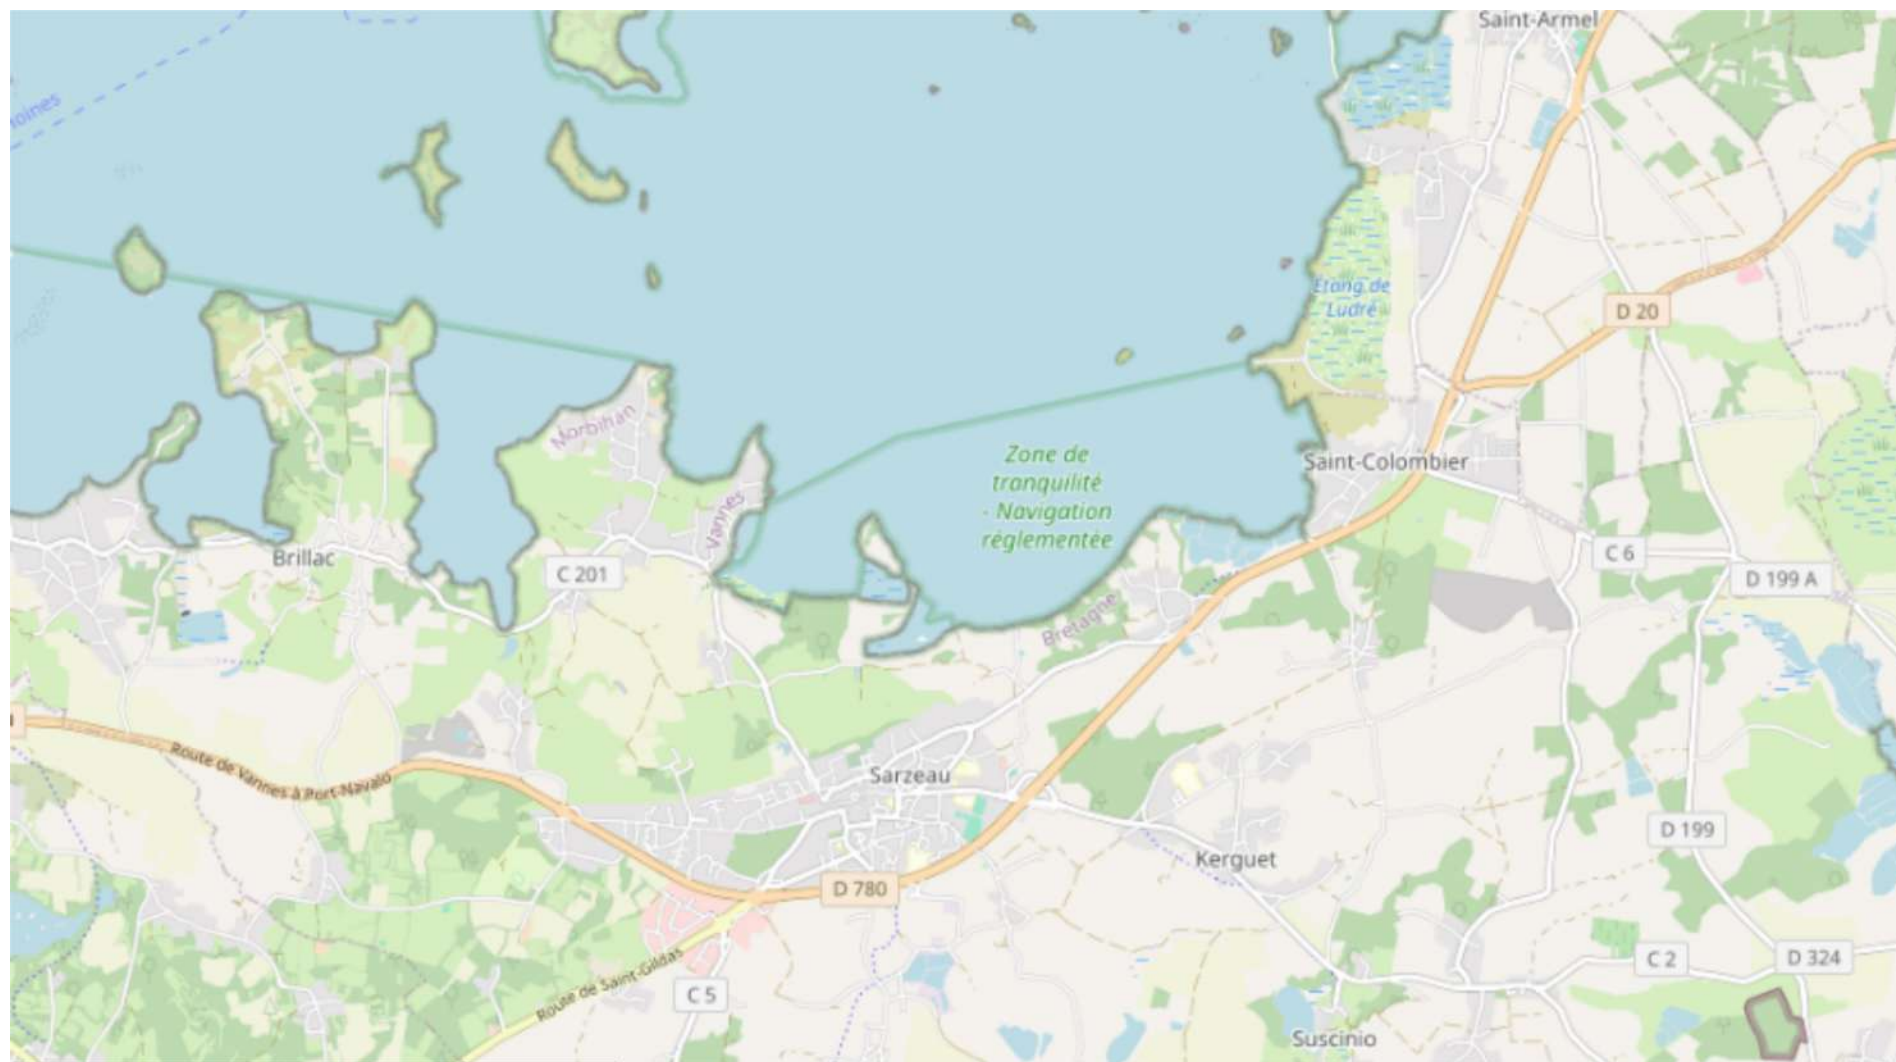 Saint-Armel
oines
D 20
Etang de
Ludré
Morbihan
Zone de
tranquilité
- Navigation
réglementée
Saint-Colombier
Vannes
Brillac
C 201
C 6
D 199 A
Bretagne
Route de Vannes à Port-Navalo
Sarzeau
D 199
Kerguet
D 780
Route de Saint-Gildas
C 5
C 2
D 324
Suscinio